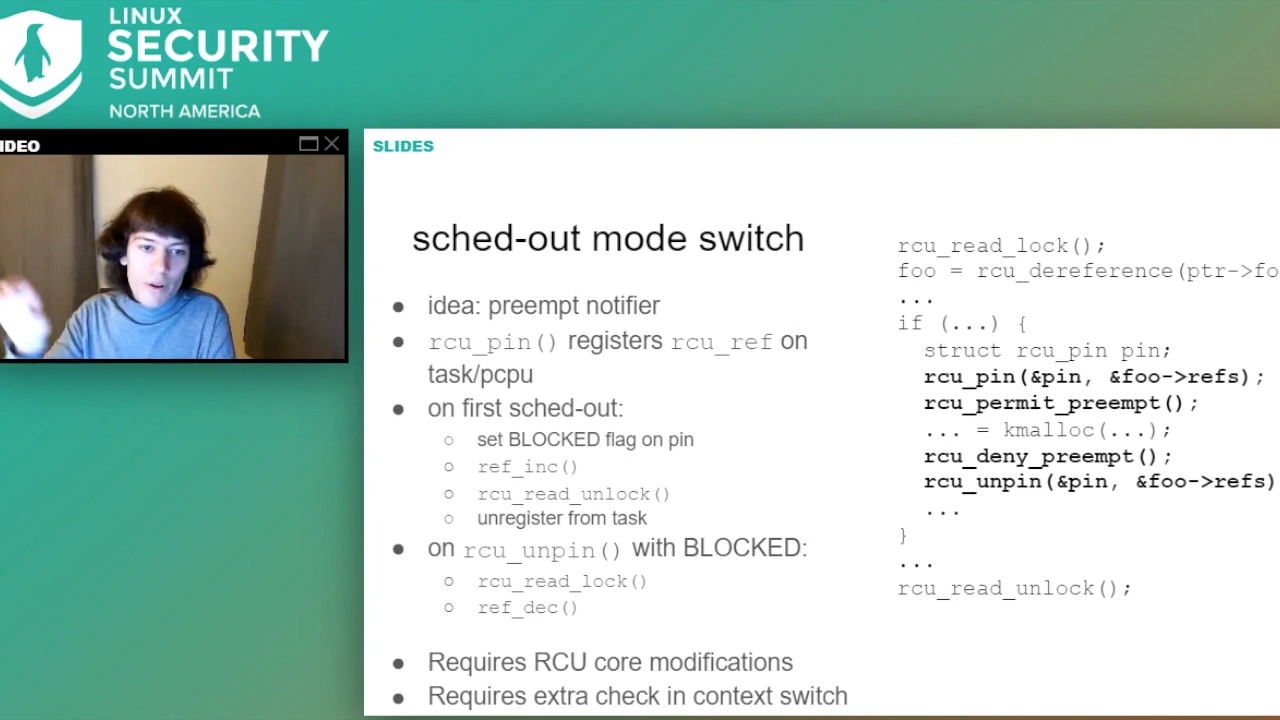 LINUX
SECURITY
SUMMIT
NORTH AMERICA
IDEO
SLIDES
sched-out mode switch
● idea: preempt notifier
● rcu_pin() registers rcu_ref on
task/pcpu
● on first sched-out:
○ set BLOCKED flag on pin
○ ref_inc()
○ rcu_read_unlock()
○ unregister from task
● on rcu_unpin() with BLOCKED:
○ rcu_read_lock()
○ ref_dec()
● Requires RCU core modifications
● Requires extra check in context switch
rcu_read_lock();
foo = rcu_dereference(ptr->fo
...
if (...) {
struct rcu_pin pin;
rcu_pin(&pin, &foo->refs);
rcu_permit_preempt();
... = kmalloc(...);
rcu_deny_preempt();
rcu_unpin(&pin, &foo->refs)
...
}
...
rcu_read_unlock();